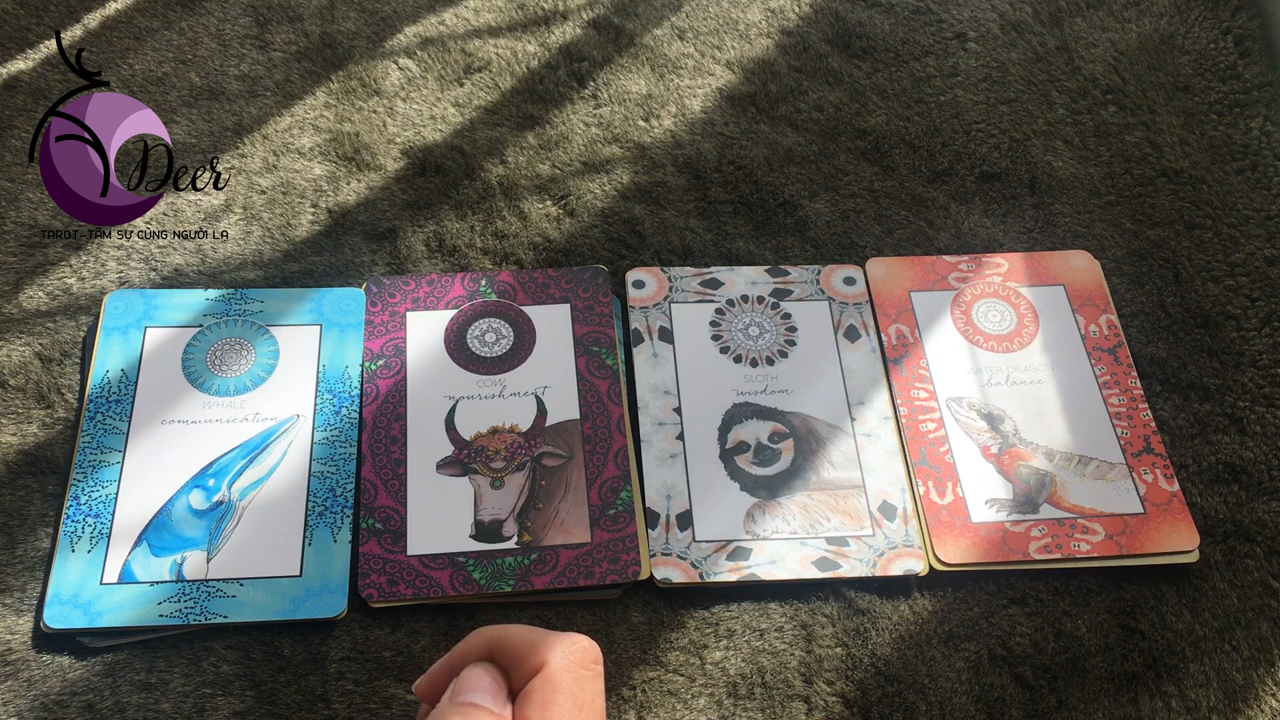 Deer
TAROT-TÂM SỰ CÙNG NGƯỜI LẠ
WHALE
communication
COW
nourishment
SLOTH
wisdom
WATER DRAGON
balance